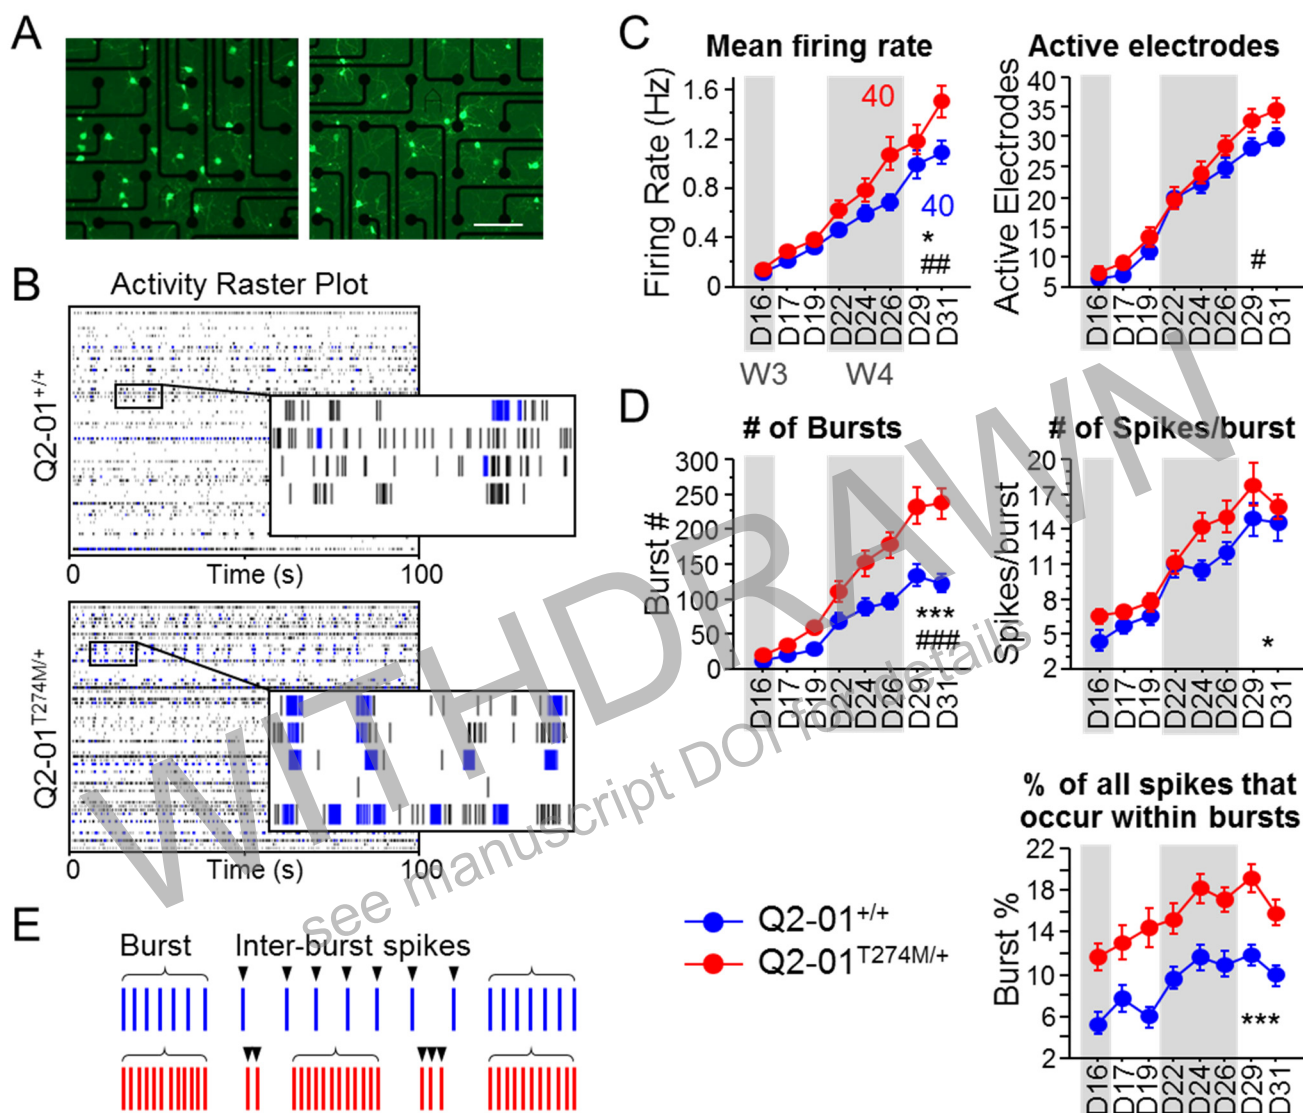 A
B
Activity Raster Plot
Q2-01+/+
0
Time (s)
100
Q2-01T274M/+
0
Time (s)
100
E
Burst
Inter-burst spikes
C
Mean firing rate
Firing Rate (Hz)
1.6
1.2
0.8
0.4
0
40
40
*
##
D16
D17
D19
D22
D24
D26
D29
D31
W3
W4
Active electrodes
Active Electrodes
40
35
30
25
20
15
10
5
#
D16
D17
D19
D22
D24
D26
D29
D31
D
# of Bursts
Burst #
300
250
200
150
100
50
0
***
###
D16
D17
D19
D22
D24
D26
D29
D31
# of Spikes/burst
Spikes/burst
20
17
14
11
8
6
4
2
*
D16
D17
D19
D22
D24
D26
D29
D31
% of all spikes that
occur within bursts
Burst %
22
18
14
10
6
2
***
D16
D17
D19
D22
D24
D26
D29
D31
Q2-01+/+
Q2-01T274M/+
WITHDRAWN
see manuscript DOI for details